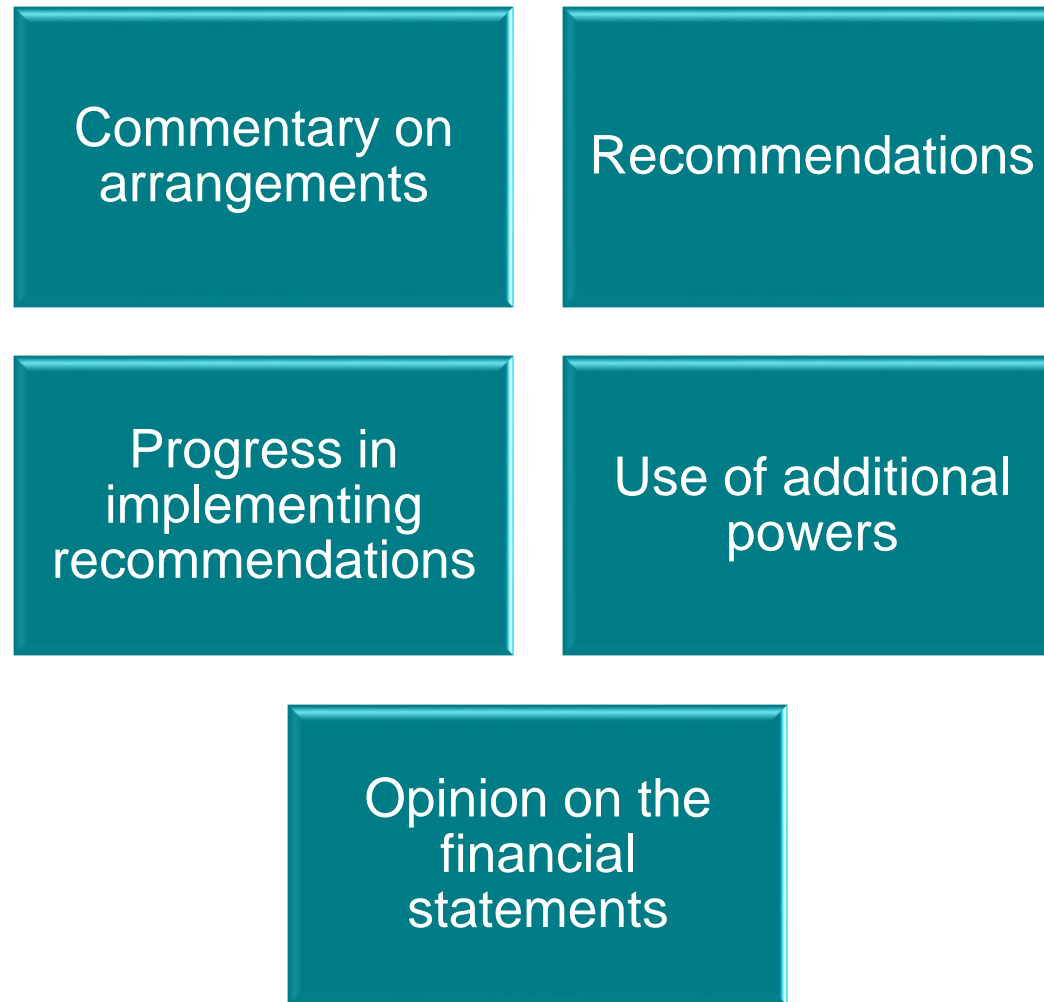 Commentary on
arrangements
Recommendations
Progress in
implementing
recommendations
Use of additional
powers
Opinion on the
financial
statements